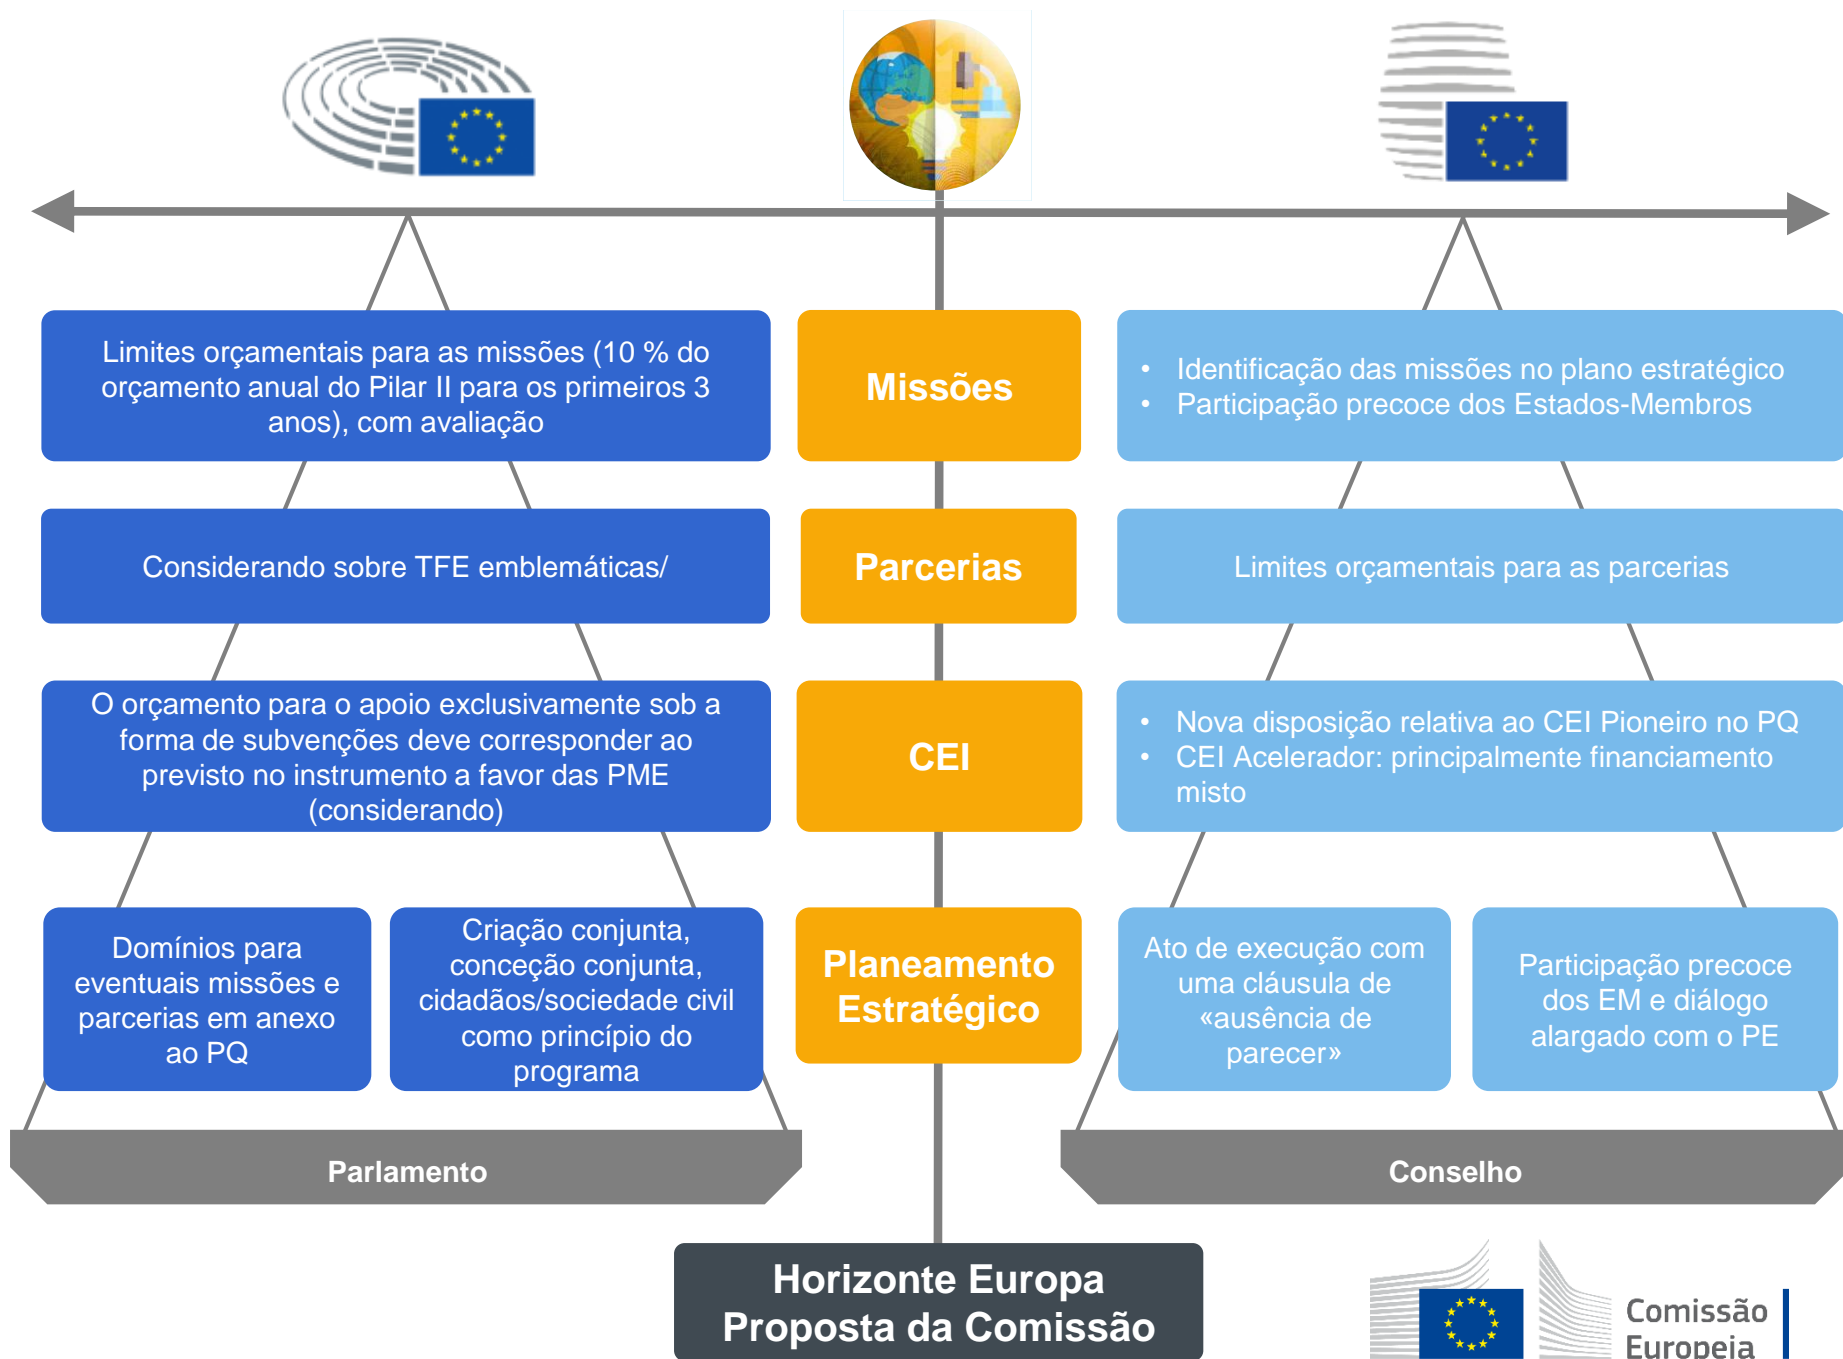 Limites orçamentais para as missões (10 % do
orçamento anual do Pilar II para os primeiros 3
anos), com avaliação
Missões
• Identificação das missões no plano estratégico
• Participação precoce dos Estados-Membros
Considerando sobre TFE emblemáticas/
Parcerias
Limites orçamentais para as parcerias
O orçamento para o apoio exclusivamente sob a
forma de subvenções deve corresponder ao
previsto no instrumento a favor das PME
(considerando)
CEI
• Nova disposição relativa ao CEI Pioneiro no PQ
• CEI Acelerador: principalmente financiamento
misto
Domínios para
eventuais missões e
parcerias em anexo
ao PQ
Criação conjunta,
conceção conjunta,
cidadãos/sociedade civil
como princípio do
programa
Planeamento
Estratégico
Ato de execução com
uma cláusula de
«ausência de
parecer»
Participação precoce
dos EM e diálogo
alargado com o PE
Parlamento
Conselho
Horizonte Europa
Proposta da Comissão
Comissão
Europeia